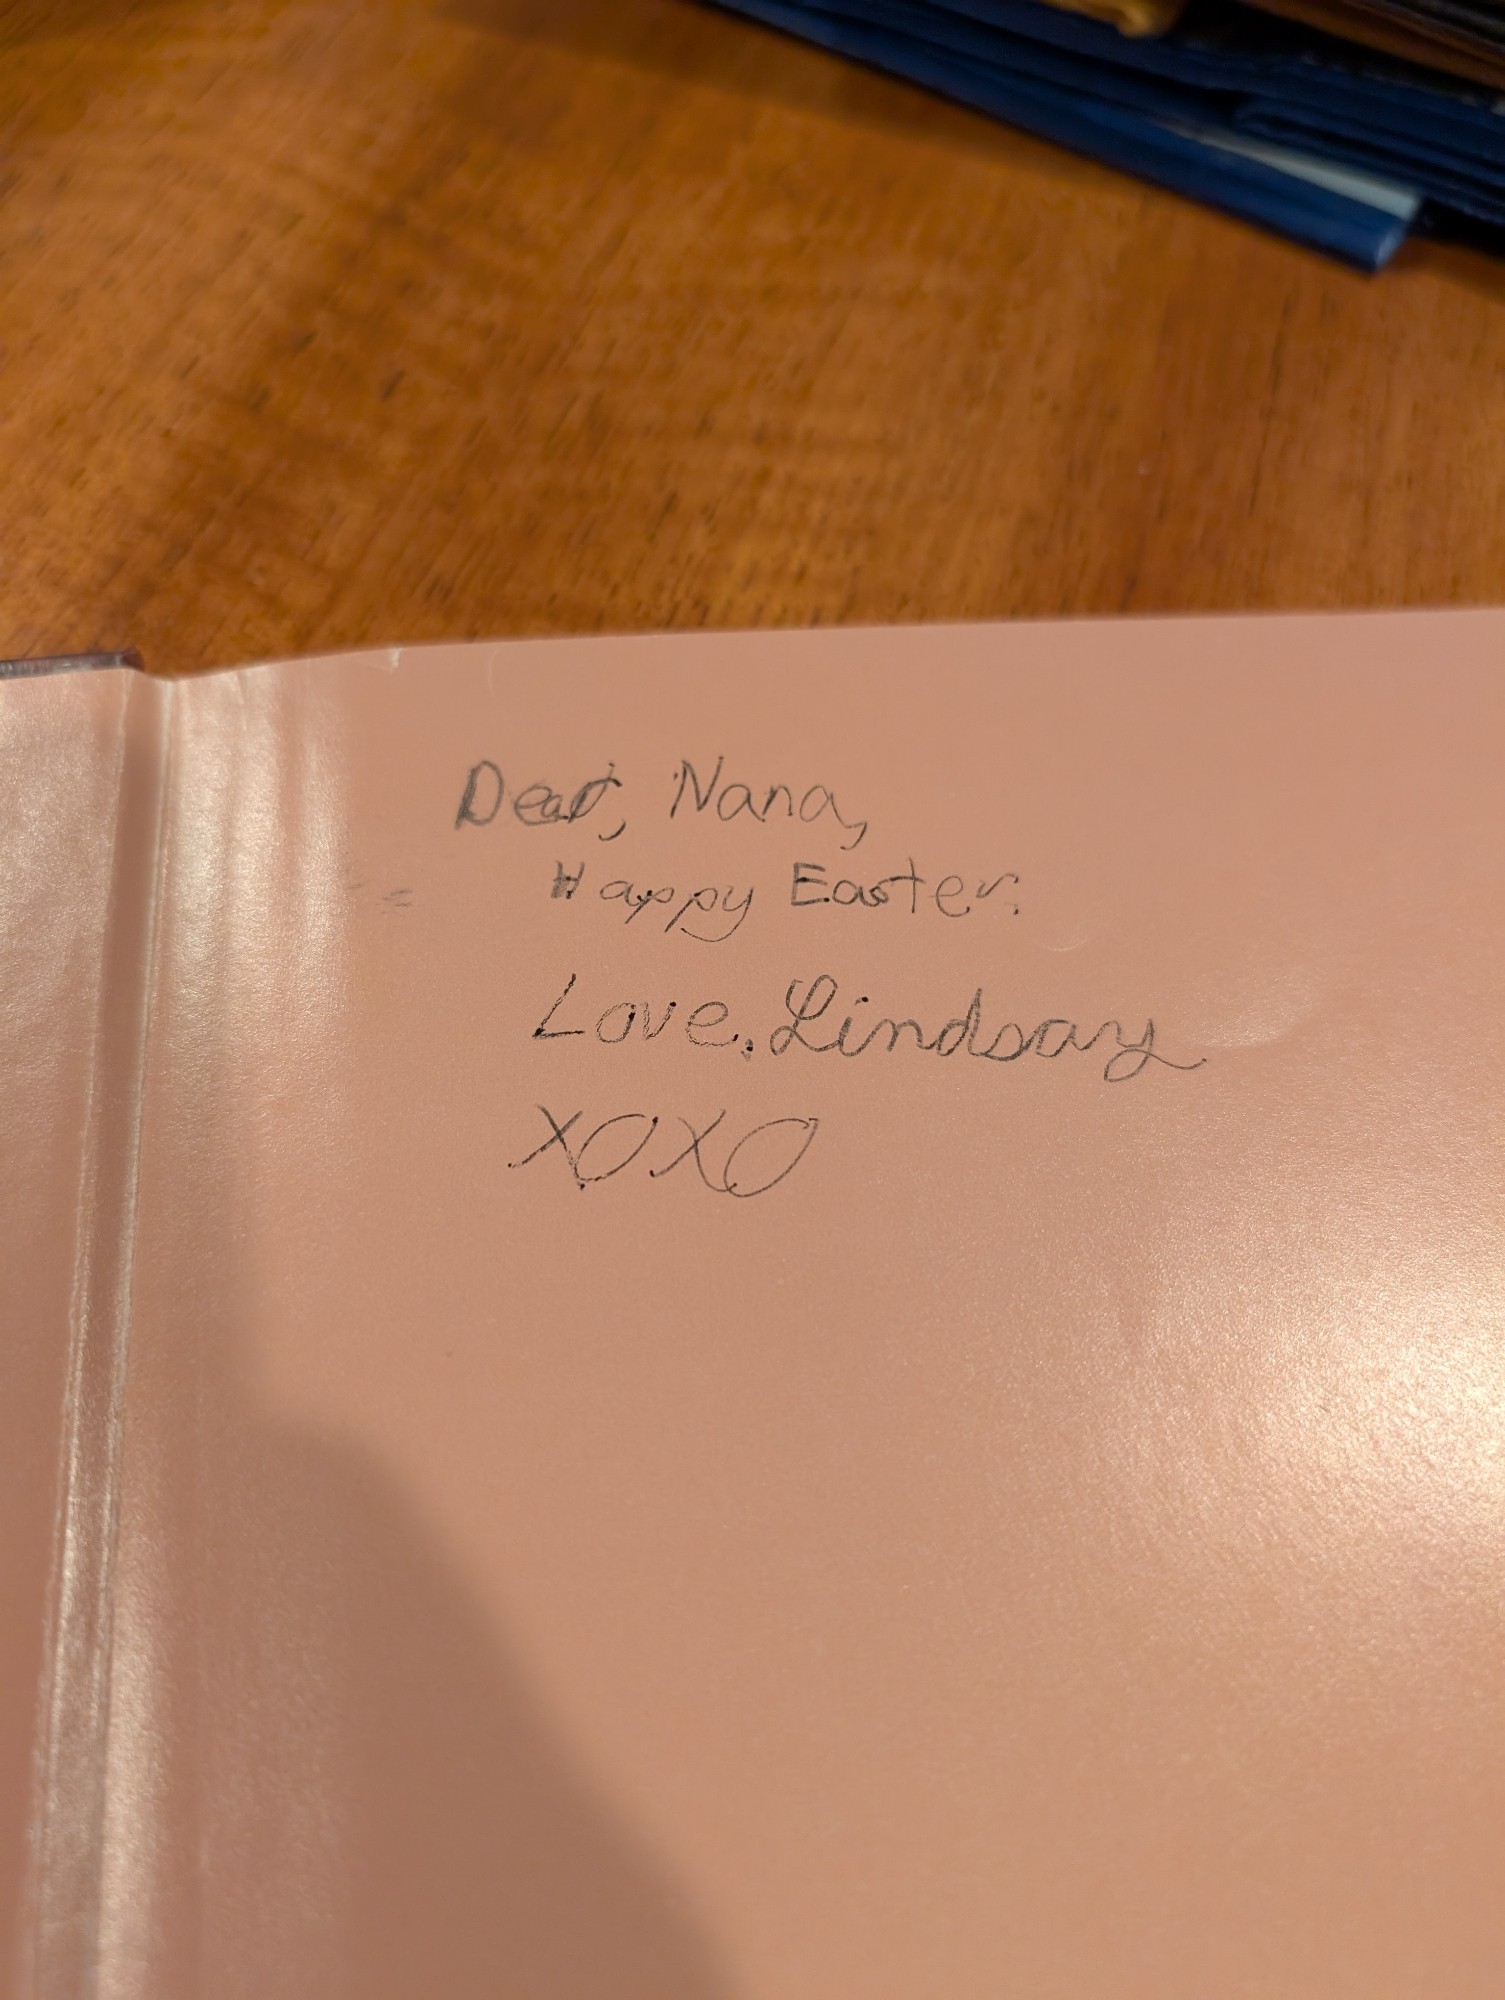 Dear, Nana,
Happy Easter.
Love, Lindsay
XOXO